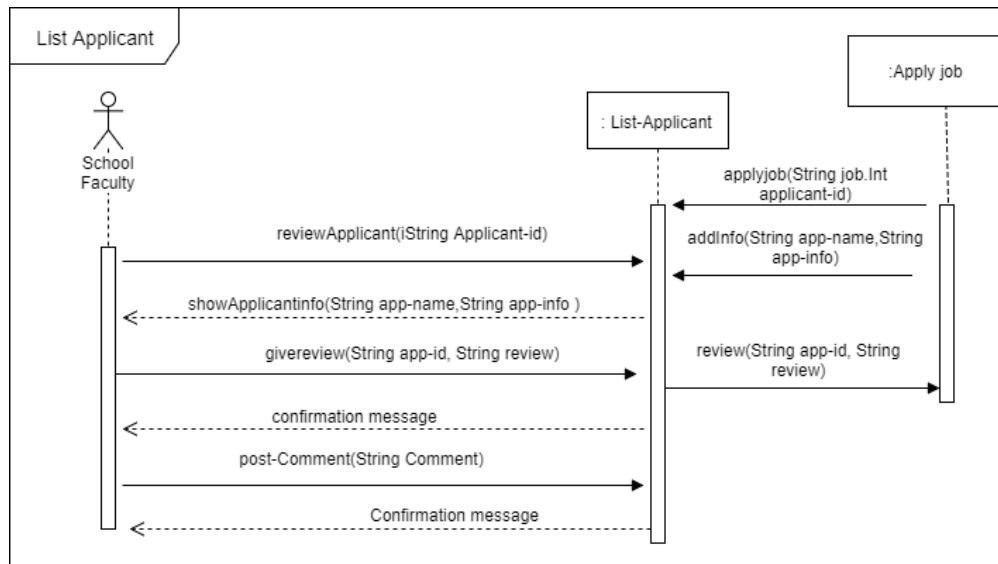 List Applicant
:Apply job
: List-Applicant
School
Faculty
applyjob(String job.Int
applicant-id)
reviewApplicant(iString Applicant-id)
addInfo(String app-name,String
app-info)
showApplicantinfo(String app-name,String app-info )
givereview(String app-id, String review)
review(String app-id, String
review)
confirmation message
post-Comment(String Comment)
Confirmation message